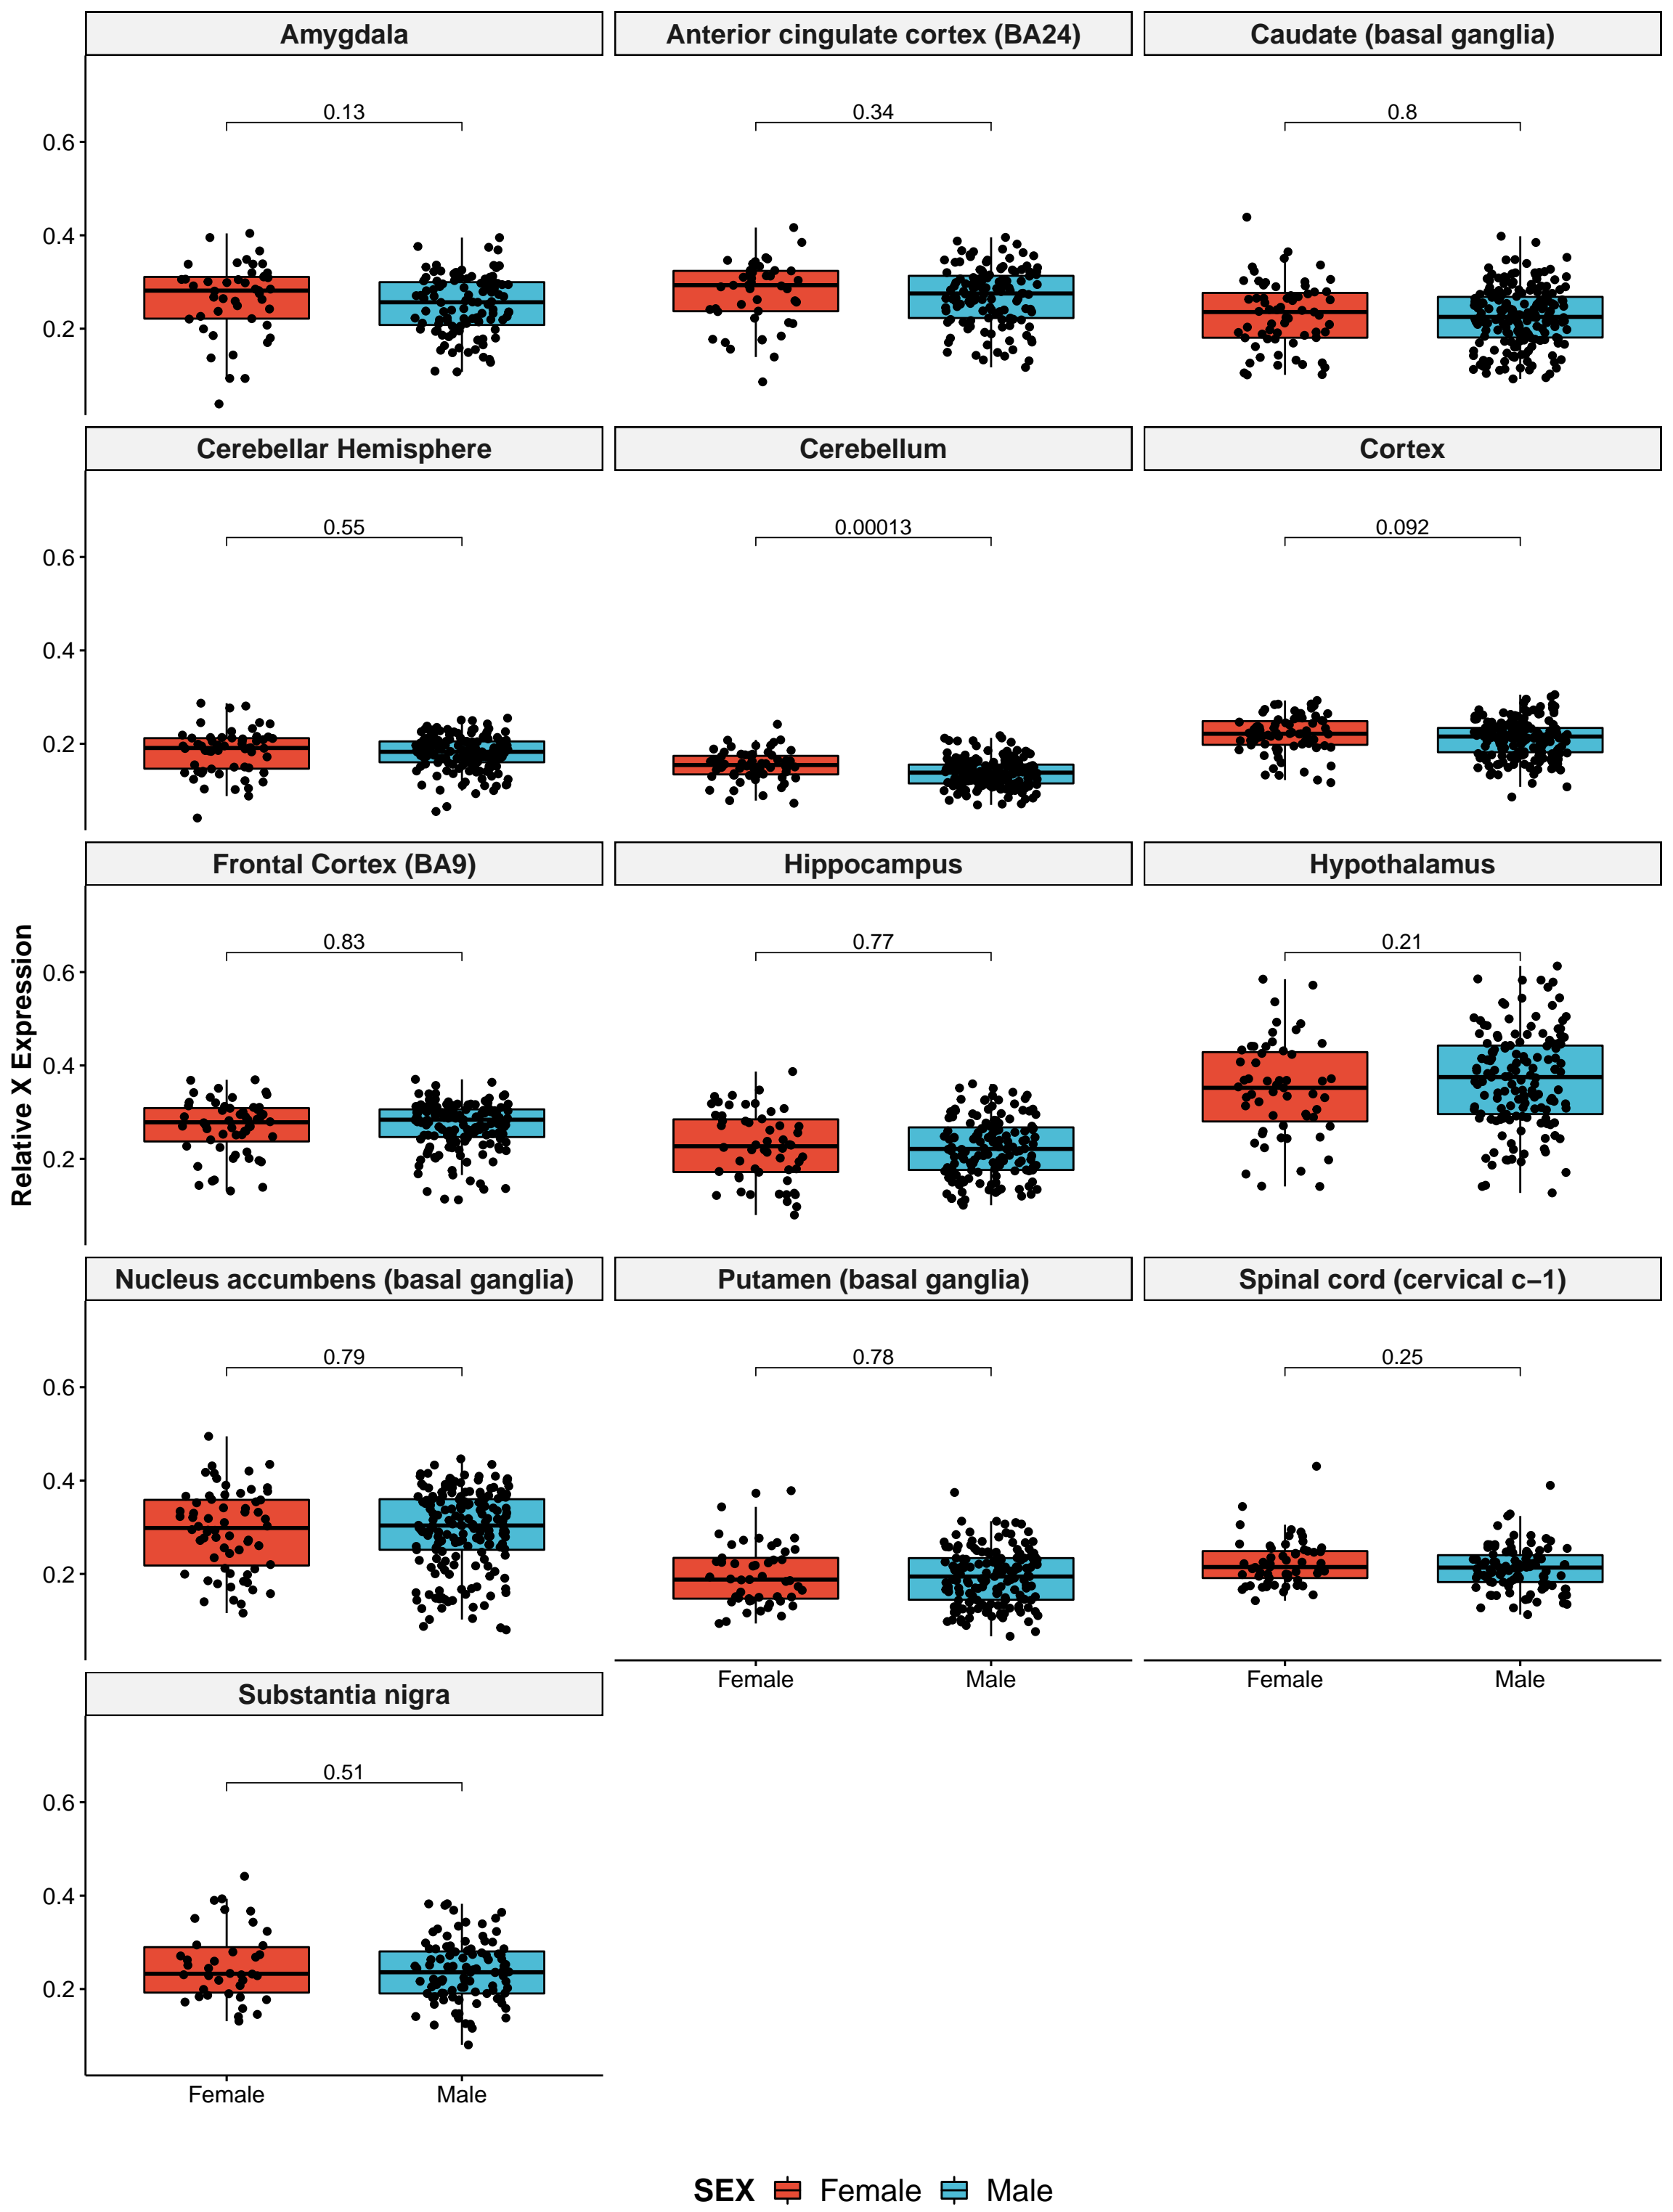 Amygdala
Anterior cingulate cortex (BA24)
Caudate (basal ganglia)
0.13
0.34
0.8
0.6
0.4
0.2
Cerebellar Hemisphere
Cerebellum
Cortex
0.55
0.00013
0.092
0.6
0.4
0.2
Frontal Cortex (BA9)
Hippocampus
Hypothalamus
0.83
0.77
0.21
0.6
0.4
0.2
Relative X Expression
Nucleus accumbens (basal ganglia)
Putamen (basal ganglia)
Spinal cord (cervical c−1)
0.79
0.78
0.25
0.6
0.4
0.2
Female
Male
Female
Male
Substantia nigra
0.51
0.6
0.4
0.2
Female
Male
SEX Female Male